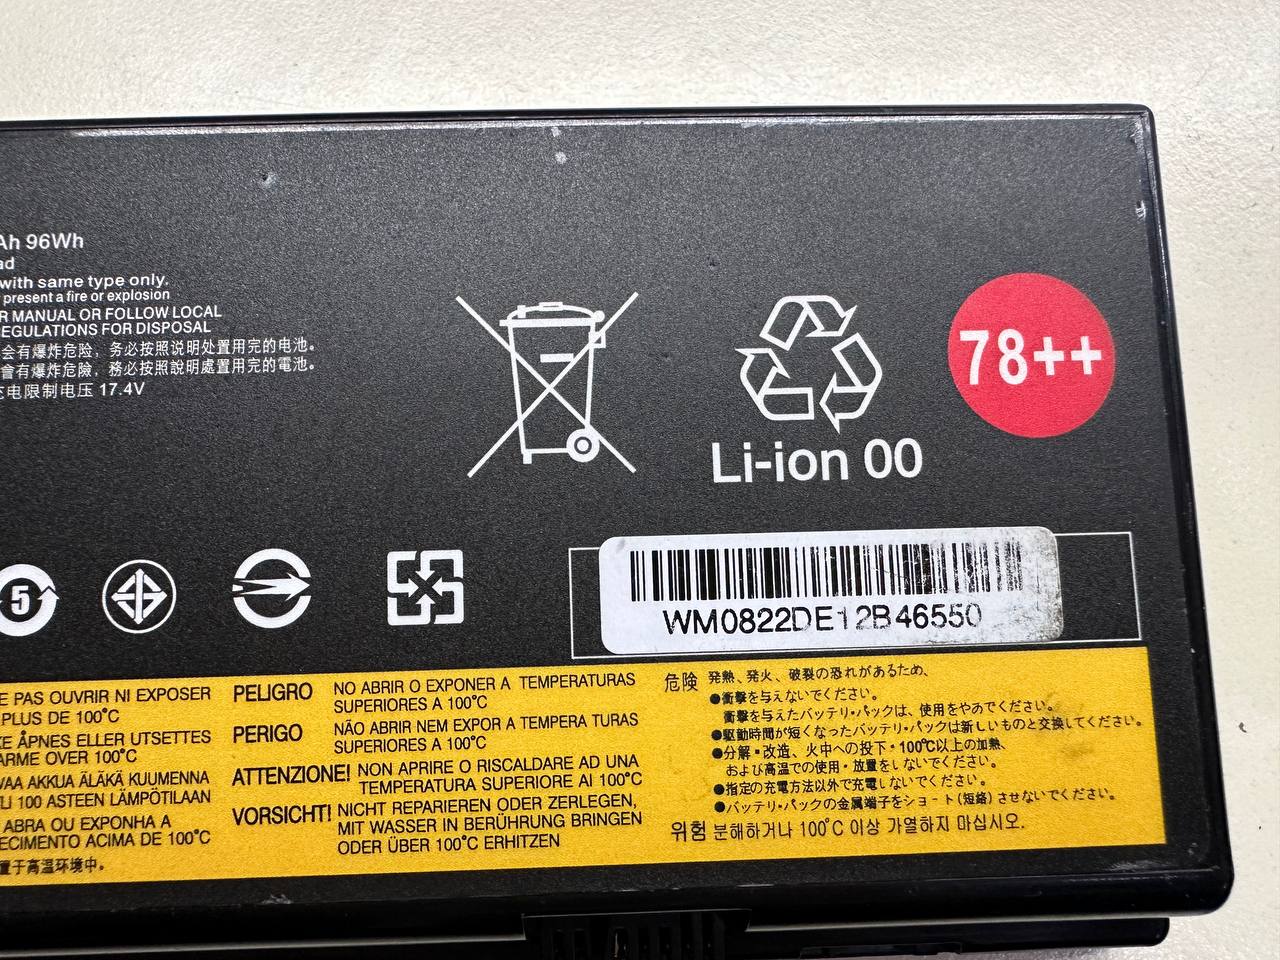 Ah 96Wh
ad
with same type only.
present a fire or explosion
R MANUAL OR FOLLOW LOCAL
EGULATIONS FOR DISPOSAL
会有爆炸危险，务必按照说明处置用完的电池。
會有爆炸危險，務必按照說明處置用完的電池。
充电限制电压 17.4V
78++
Li-ion 00
5
WM0822DE12B46550
E PAS OUVRIR NI EXPOSER
PLUS DE 100°C
KE ÅPNES ELLER UTSETTES
ARME OVER 100°C
VAA AKKUA ÄLÄKÄ KUUMENNA
LI 100 ASTEEN LÄMPÖTILAAN
ABRA OU EXPONHA A
ECIMENTO ACIMA DE 100°C
置于高温环境中。
PELIGRO NO ABRIR O EXPONER A TEMPERATURAS
SUPERIORES A 100°C
PERIGO NÃO ABRIR NEM EXPOR A TEMPERA TURAS
SUPERIORES A 100°C
ATTENZIONE! NON APRIRE O RISCALDARE AD UNA
TEMPERATURA SUPERIORE AI 100°C
VORSICHT! NICHT REPARIEREN ODER ZERLEGEN,
MIT WASSER IN BERÜHRUNG BRINGEN
ODER ÜBER 100°C ERHITZEN
危険 発熱、発火、破裂の恐れがあるため、
●衝撃を与えないでください。
衝撃を与えたバッテリ・パックは、使用をやめてください。
●駆動時間が短くなったバッテリ・パックは新しいものと交換してください。
●分解・改造、火中への投下・100℃以上の加熱、
および高温での使用・放置をしないでください。
●指定の充電方法以外で充電しないでください。
●バッテリ・パックの金属端子をショート(短絡)させないでください。
위험 분해하거나 100°C 이상 가열하지 마십시오.